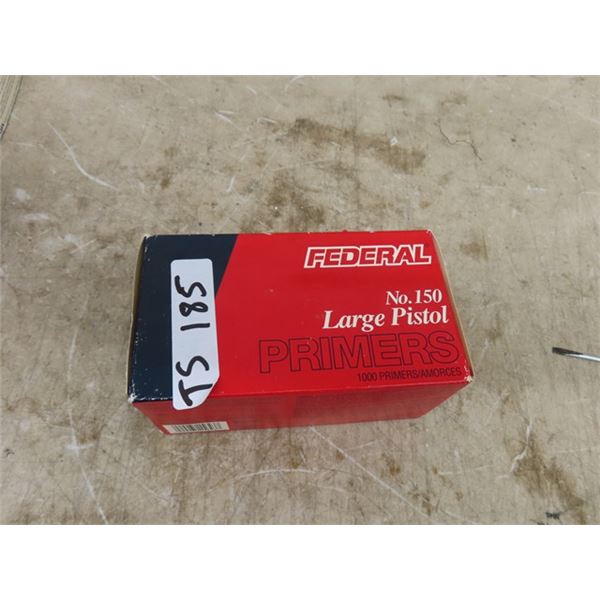 FEDERAL
No.150
Large Pistol
PRIMERS
1000 PRIMERS/AMORCES
TS 185